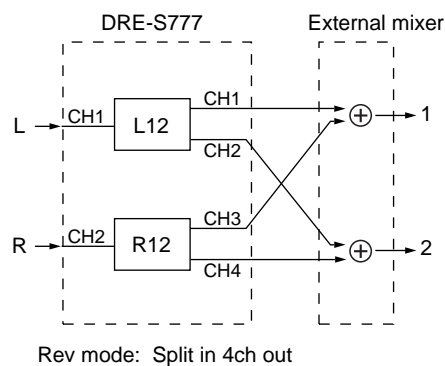 DRE-S777
External mixer
L
CH1
L12
CH1
CH2
1
R
CH2
R12
CH3
CH4
2
Rev mode: Split in 4ch out